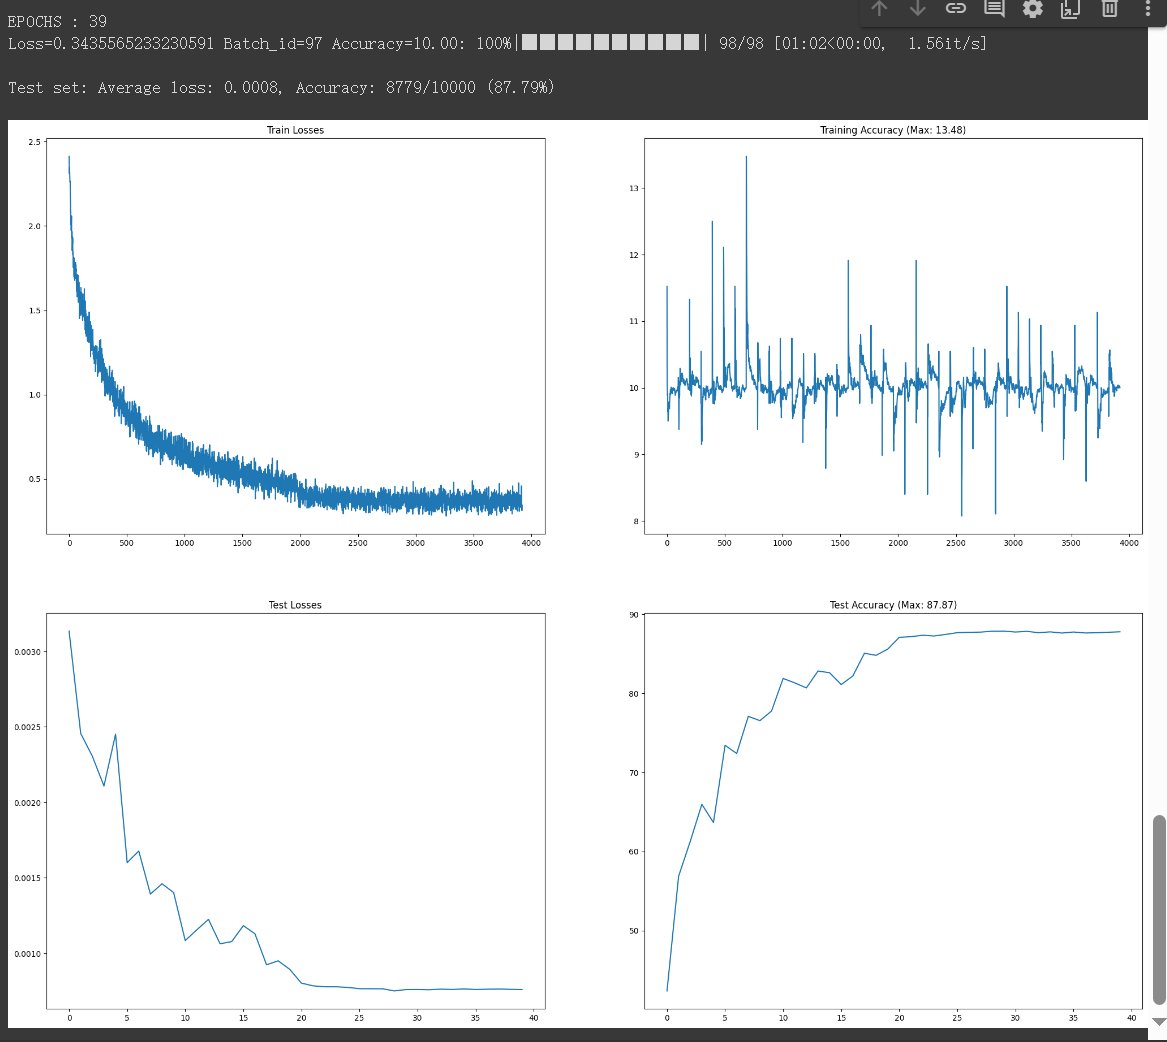 EPOCHS : 39
Loss=0.3435565233230591 Batch_id=97 Accuracy=10.00: 100%|██████████| 98/98 [01:02<00:00, 1.56it/s]
Test set: Average loss: 0.0008, Accuracy: 8779/10000 (87.79%)
Train Losses
2.5
2.0
1.5
1.0
0.5
0 500 1000 1500 2000 2500 3000 3500 4000
Training Accuracy (Max: 13.48)
13
12
11
10
9
8
0 500 1000 1500 2000 2500 3000 3500 4000
Test Losses
0.0030
0.0025
0.0020
0.0015
0.0010
0 5 10 15 20 25 30 35 40
Test Accuracy (Max: 87.87)
90
80
70
60
50
0 5 10 15 20 25 30 35 40